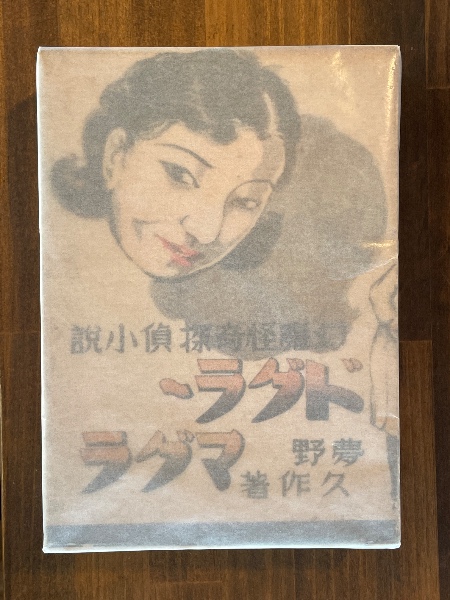 幻魔怪奇探偵小説
ドグラ・
マグラ
夢野
久作著